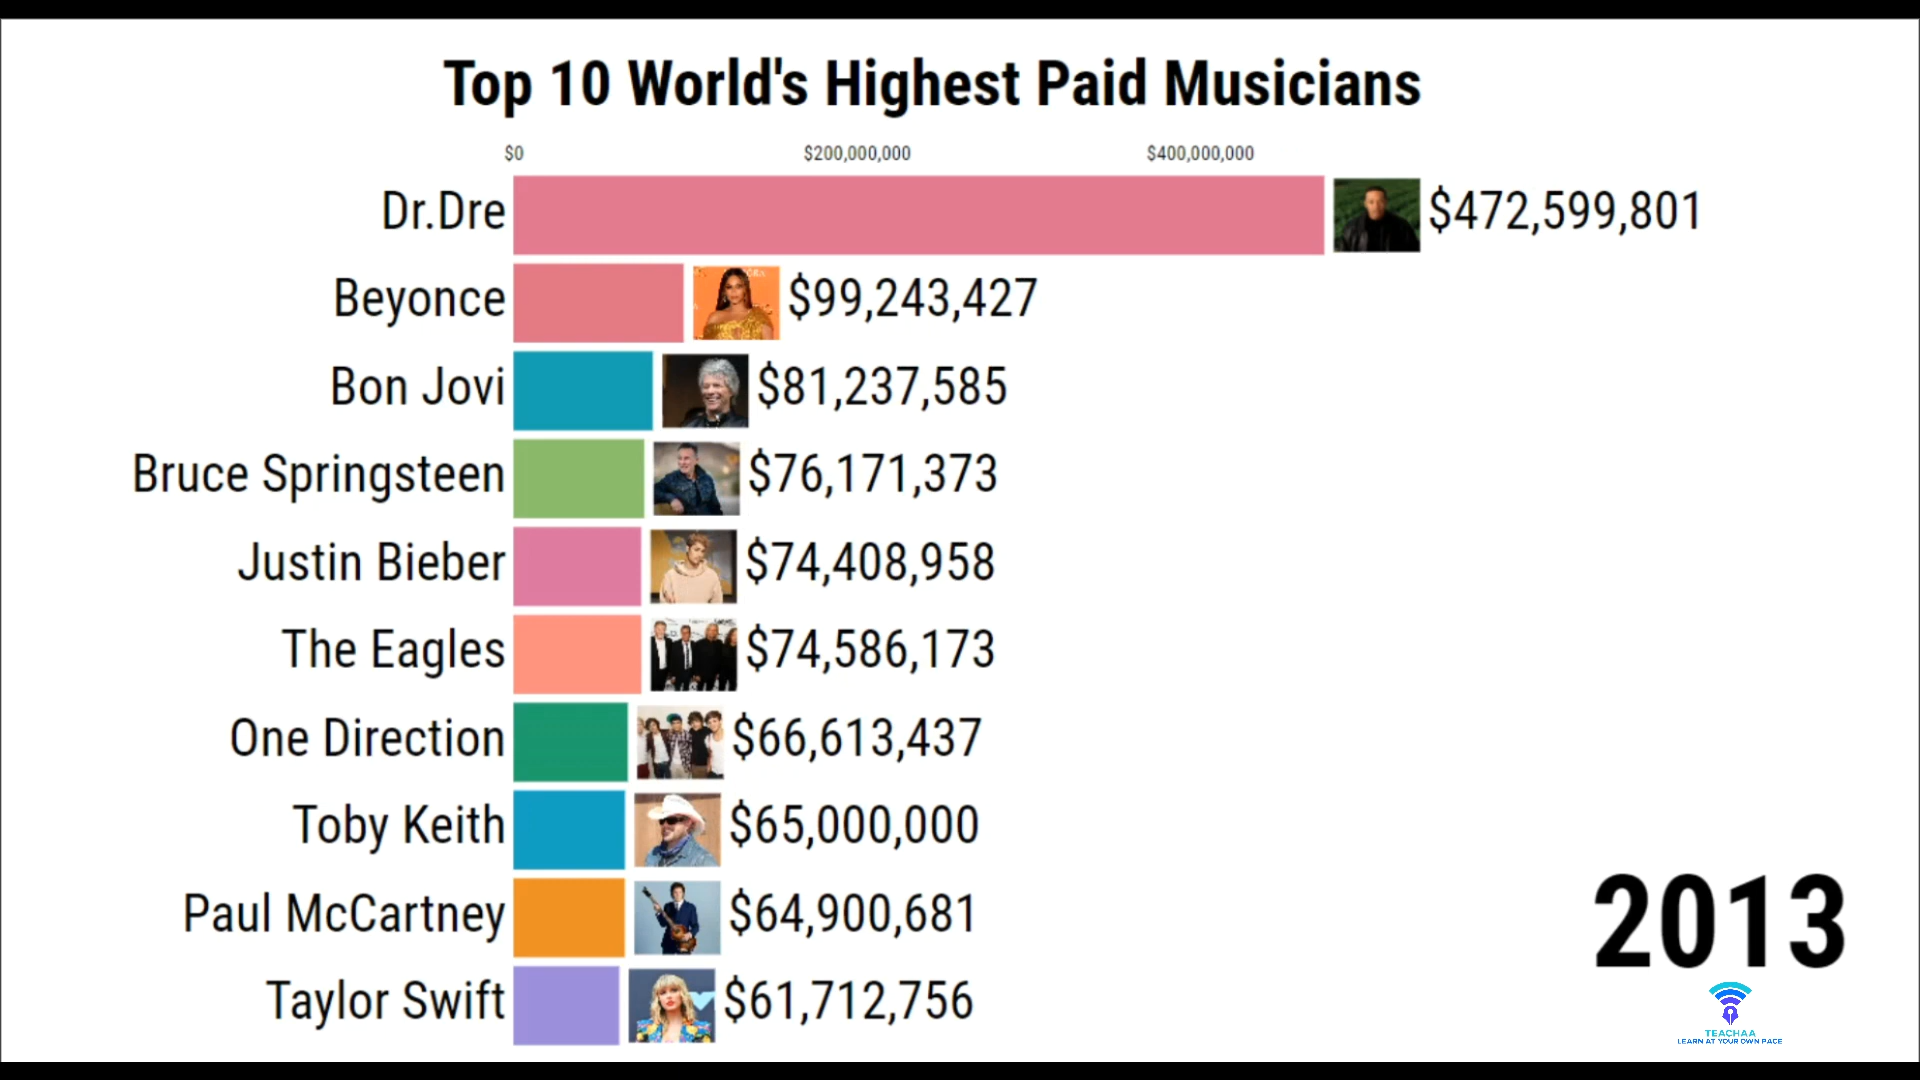 Top 10 World's Highest Paid Musicians
$0 $200,000,000 $400,000,000
Dr.Dre $472,599,801
Beyonce $99,243,427
Bon Jovi $81,237,585
Bruce Springsteen $76,171,373
Justin Bieber $74,408,958
The Eagles $74,586,173
One Direction $66,613,437
Toby Keith $65,000,000
Paul McCartney $64,900,681
Taylor Swift $61,712,756
2013
TEACHAA
LEARN AT YOUR OWN PACE